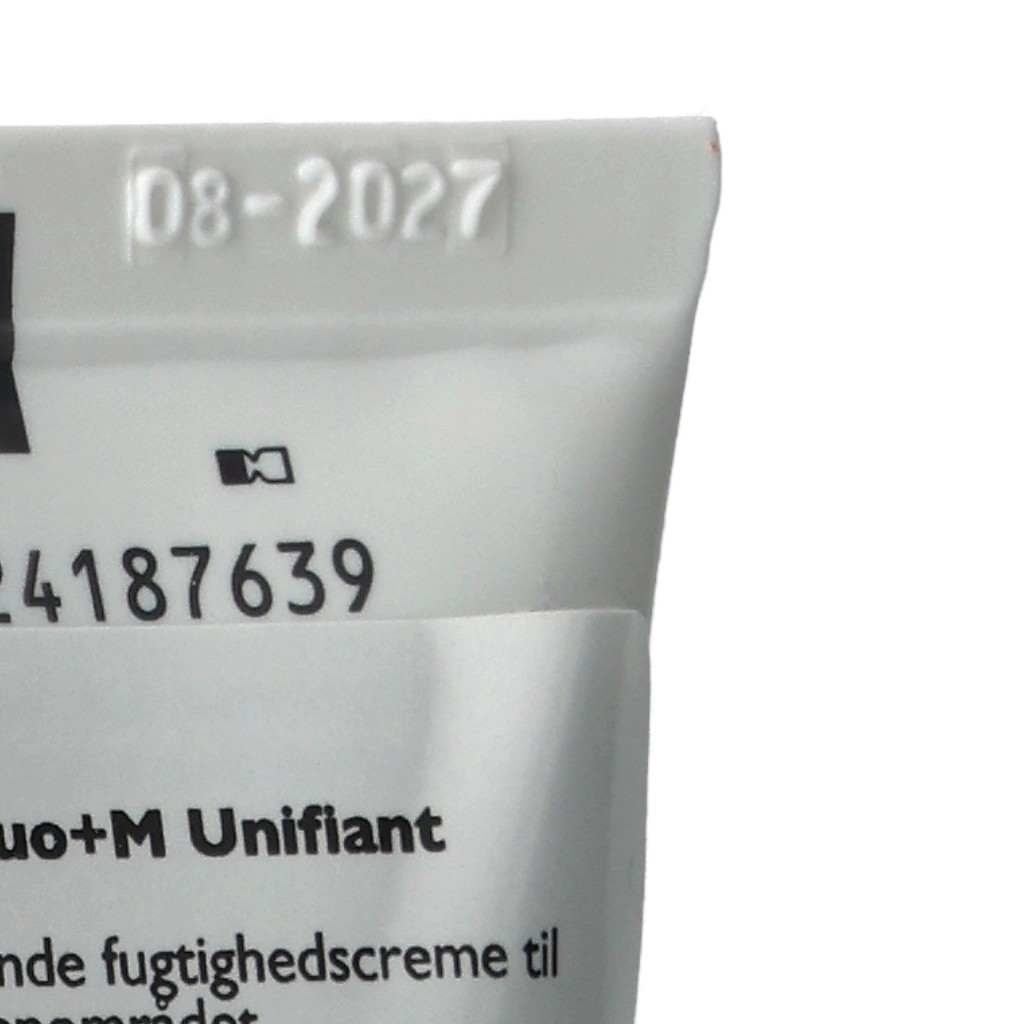 08-2027
24187639
uo+M Unifiant
nde fugtighedscreme til